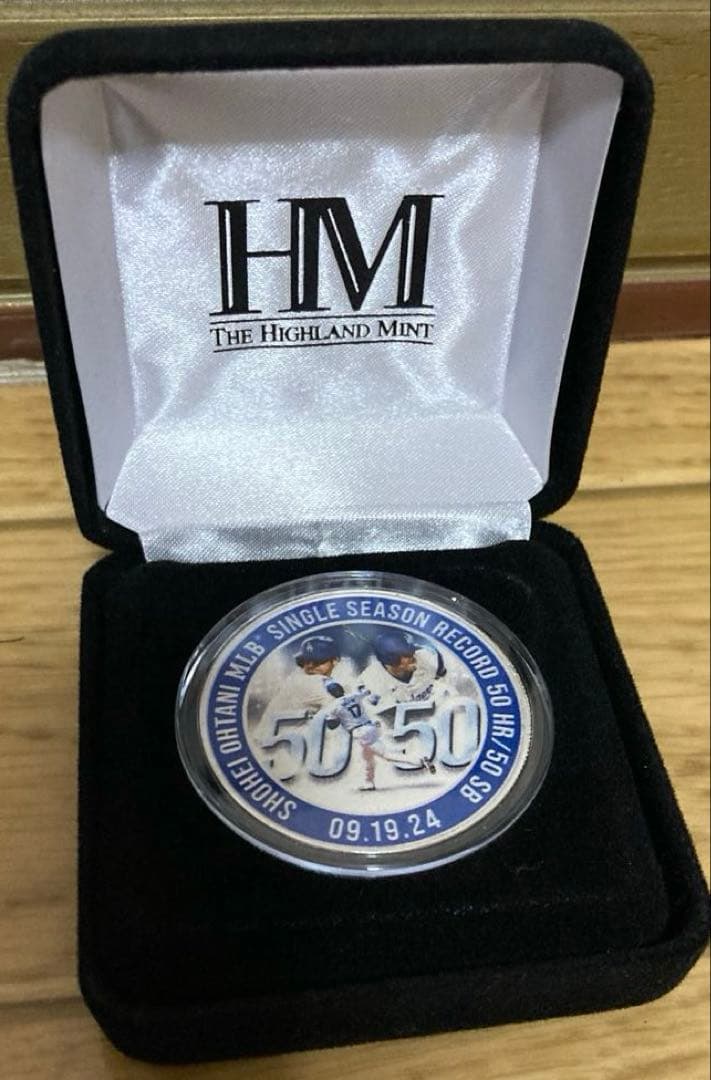 HM
THE HIGHLAND MINT
SHOHEI OHTANI MLB® SINGLE SEASON RECORD 50 HR/50 SB
50 50
17
09.19.24